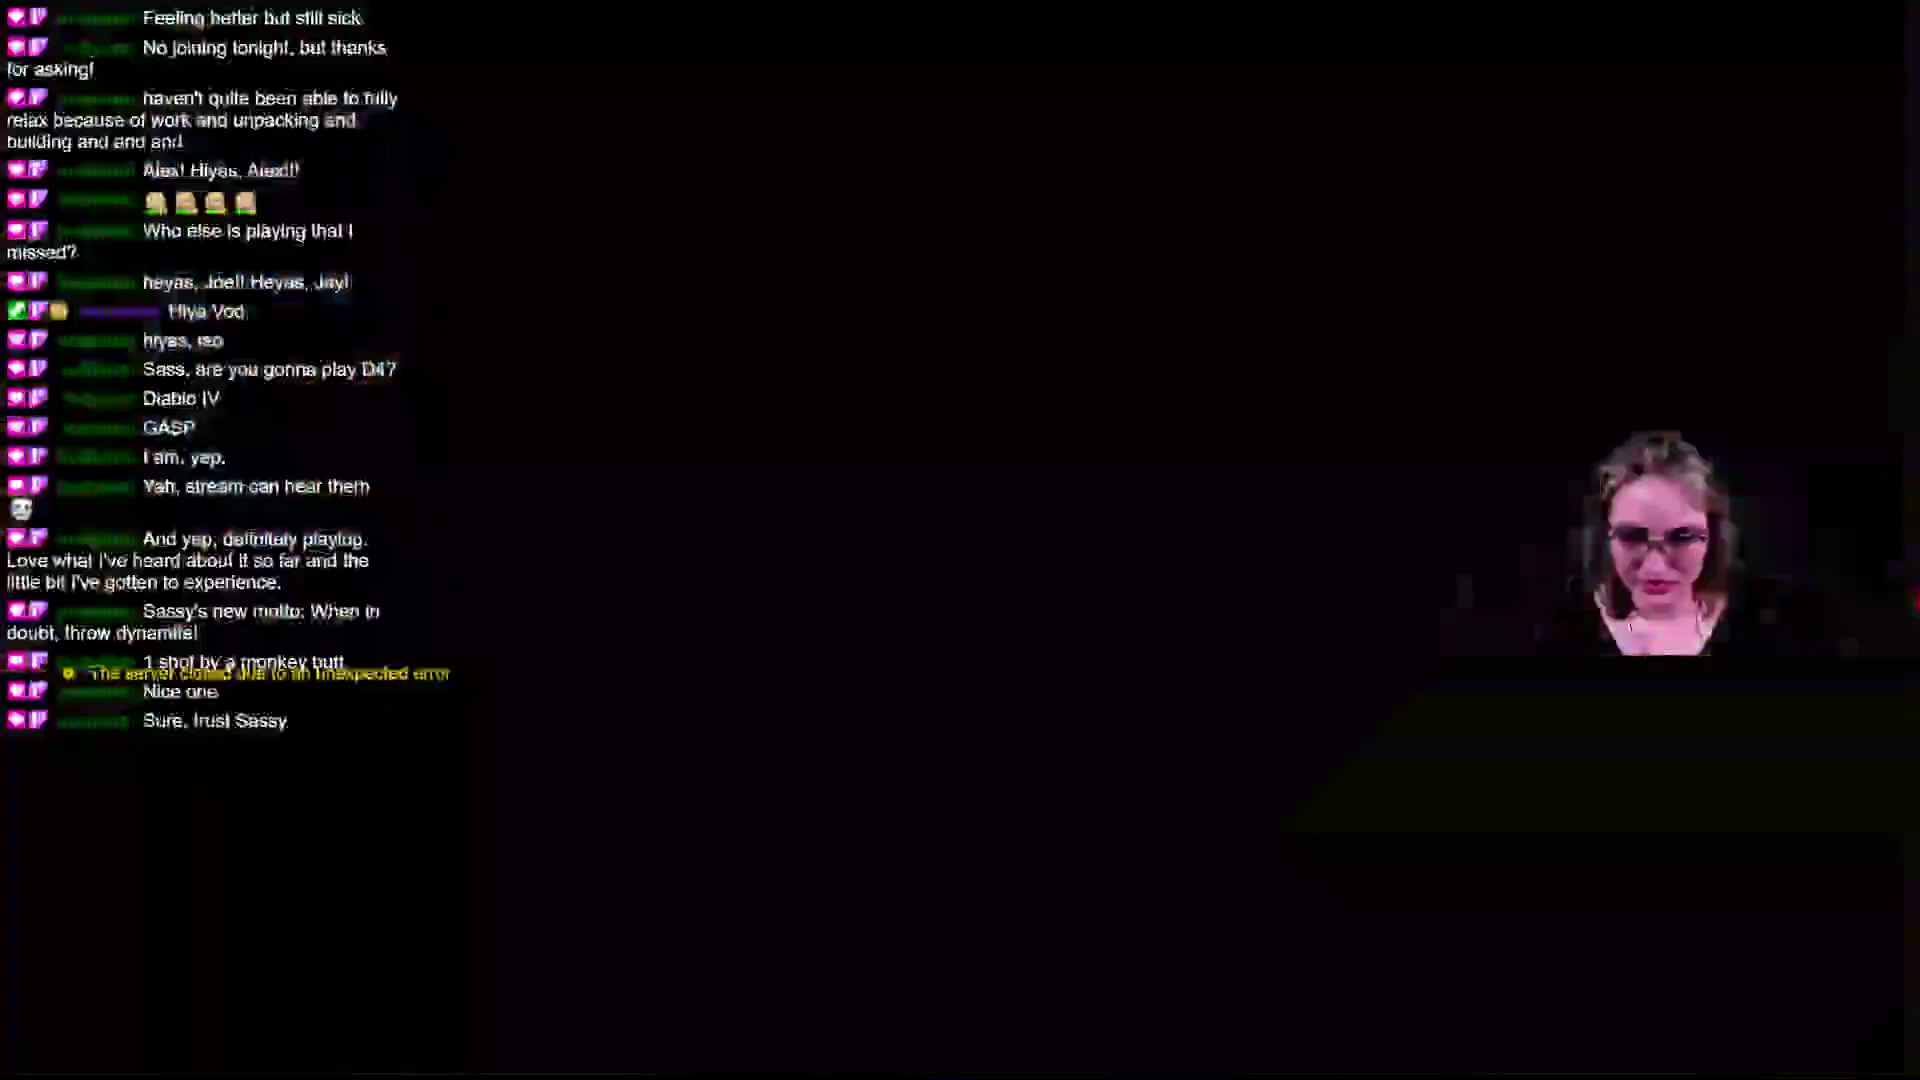 Feeling better but still sick
No joining tonight, but thanks
for asking!
haven't quite been able to fully
relax because of work and unpacking and
building and and and
Alex! Hiyas, Alex!!
Who else is playing that I
missed?
heyas, Joe!! Heyas, Jay!
Hiya Vod
hiyas, iso
Sass, are you gonna play D4?
Diablo IV
GASP
I am, yep.
Yah, stream can hear them
And yep, definitely playing.
Love what I've heard about it so far and the
little bit I've gotten to experience.
Sassy's new motto: When in
doubt, throw dynamite!
1 shot by a monkey butt
The server closed due to an unexpected error
Nice one
Sure, trust Sassy